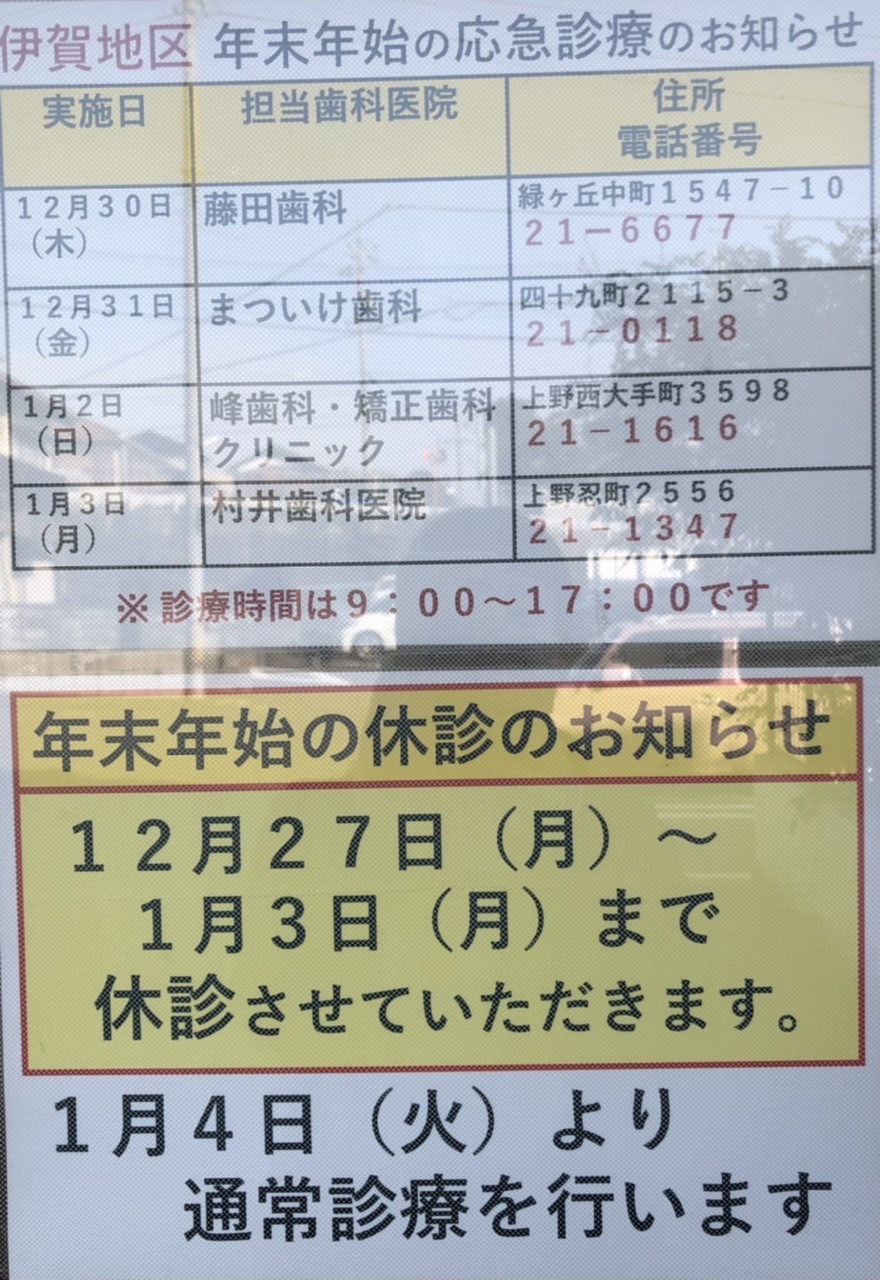 伊賀地区 年末年始の応急診療のお知らせ
実施日
担当歯科医院
住所
電話番号
12月30日
(木)
藤田歯科
緑ヶ丘中町1547－10
21－6677
12月31日
(金)
まついけ歯科
四十九町2115－3
21－0118
1月2日
(日)
峰歯科・矯正歯科
クリニック
上野西大手町3598
21－1616
1月3日
(月)
村井歯科医院
上野忍町2556
21－1347
※診療時間は9：00～17：00です
年末年始の休診のお知らせ
12月27日（月）～
1月3日（月）まで
休診させていただきます。
1月4日（火）より
通常診療を行います